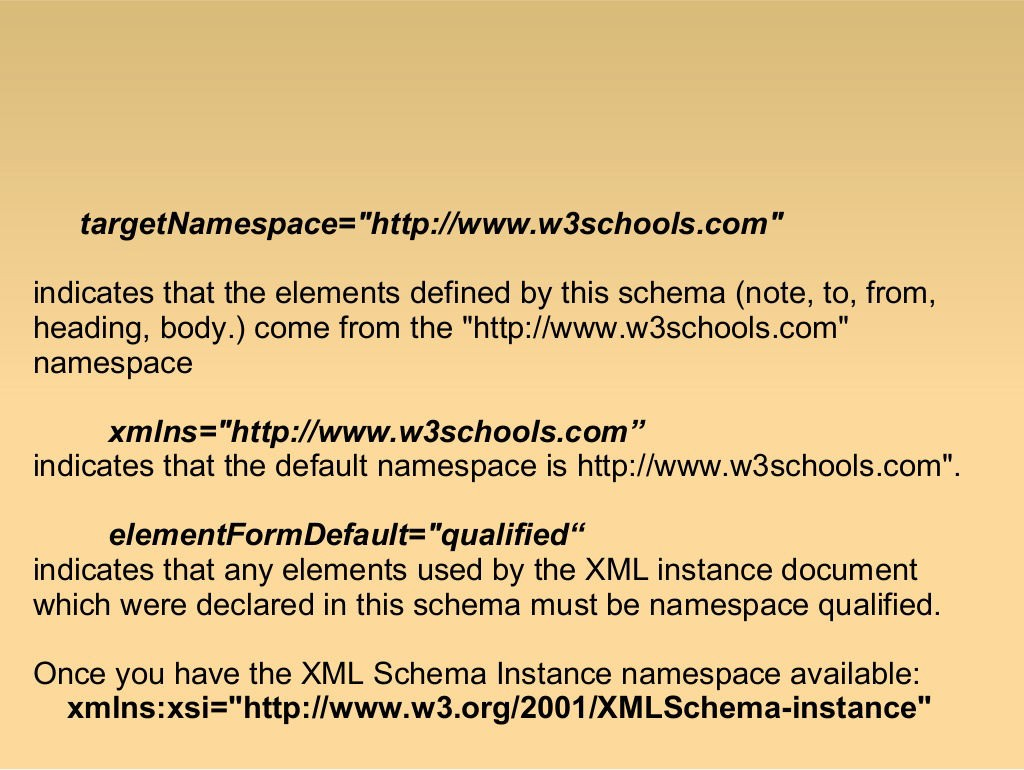 targetNamespace="http://www.w3schools.com"
indicates that the elements defined by this schema (note, to, from,
heading, body.) come from the "http://www.w3schools.com"
namespace
xmlns="http://www.w3schools.com”
indicates that the default namespace is http://www.w3schools.com".
elementFormDefault="qualified“
indicates that any elements used by the XML instance document
which were declared in this schema must be namespace qualified.
Once you have the XML Schema Instance namespace available:
xmlns:xsi="http://www.w3.org/2001/XMLSchema-instance"